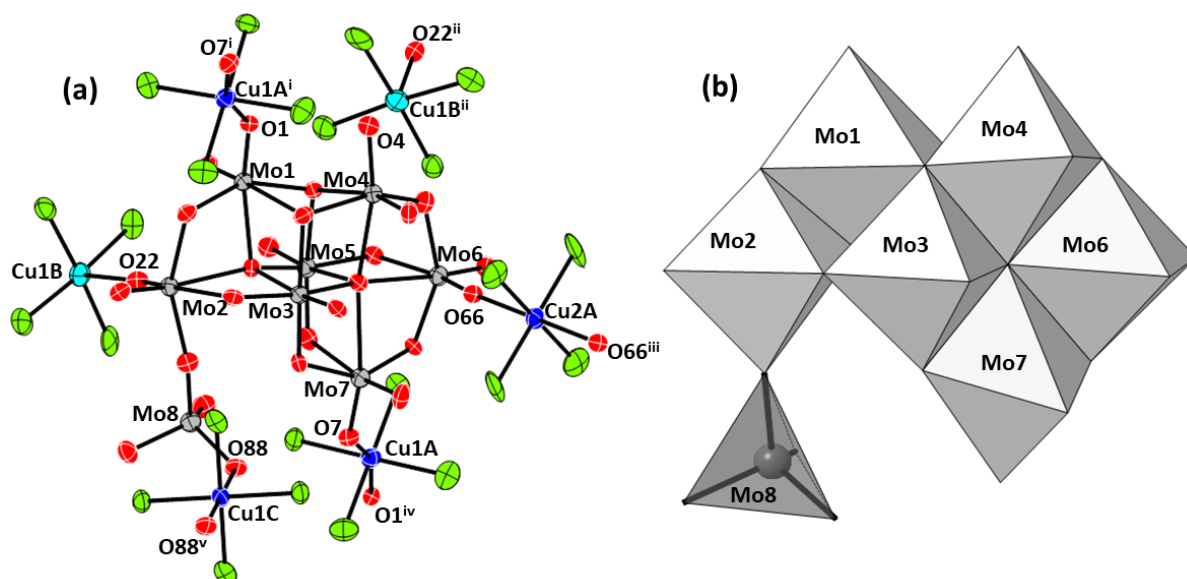 (a)
O7ⁱ
Cu1Aⁱ
O1
O22ⁱⁱ
Cu1Bⁱⁱ
O4
Mo1
Mo4
Cu1B
O22
Mo2
Mo5
Mo3
Mo6
O66
Cu2A
O66ⁱⁱⁱ
Mo7
O7
Cu1A
O1ⁱᵛ
Mo8
O88
Cu1C
O88ᵛ
(b)
Mo1
Mo4
Mo2
Mo3
Mo6
Mo7
Mo8